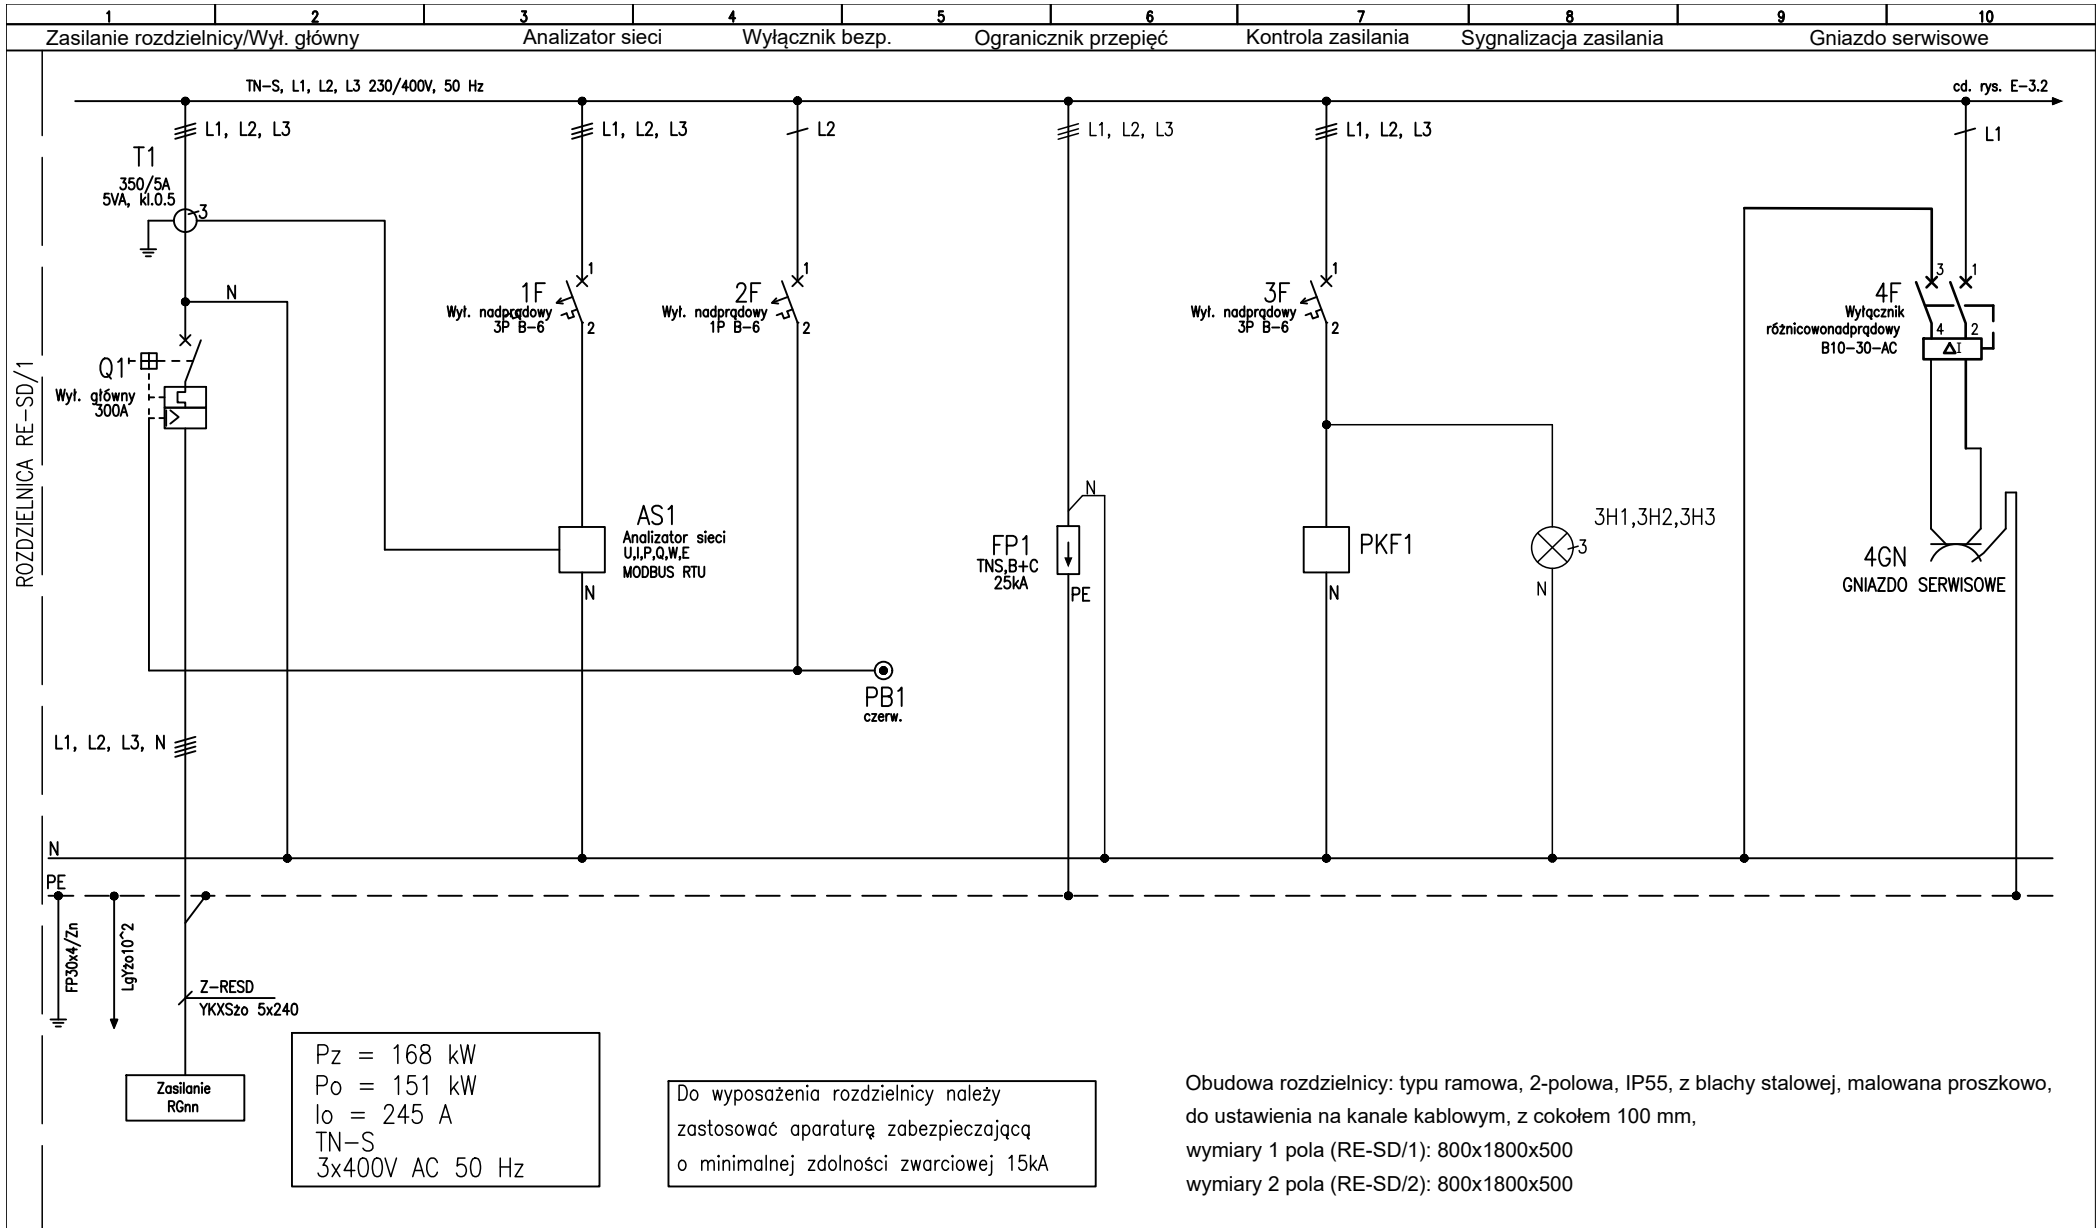 1 2 3 4 5 6 7 8 9 10
Zasilanie rozdzielnicy/Wył. główny Analizator sieci Wyłącznik bezp. Ogranicznik przepięć Kontrola zasilania Sygnalizacja zasilania Gniazdo serwisowe
TN-S, L1, L2, L3 230/400V, 50 Hz
cd. rys. E-3.2
L1, L2, L3
L1, L2, L3
L2
L1, L2, L3
L1, L2, L3
L1
T1
350/5A
5VA, kl.0.5
3
N
Q1
Wył. główny
300A
ROZDZIELNICA RE-SD/1
1
1F
Wył. nadprądowy
3P B-6
2
1
2F
Wył. nadprądowy
1P B-6
2
1
3F
Wył. nadprądowy
3P B-6
2
3 1
4F
Wyłącznik
różnicowonadprądowy
B10-30-AC
4 2
ΔI
AS1
Analizator sieci
U,I,P,Q,W,E
MODBUS RTU
N
N
FP1
TNS,B+C
25kA
PE
PKF1
N
3H1,3H2,3H3
3
N
4GN
GNIAZDO SERWISOWE
PB1
czerw.
L1, L2, L3, N
N
PE
FP30x4/Zn
LgYżo10^2
Z-RESD
YKXSżo 5x240
Zasilanie
RGnn
Pz = 168 kW
Po = 151 kW
Io = 245 A
TN-S
3x400V AC 50 Hz
Do wyposażenia rozdzielnicy należy
zastosować aparaturę zabezpieczającą
o minimalnej zdolności zwarciowej 15kA
Obudowa rozdzielnicy: typu ramowa, 2-polowa, IP55, z blachy stalowej, malowana proszkowo,
do ustawienia na kanale kablowym, z cokołem 100 mm,
wymiary 1 pola (RE-SD/1): 800x1800x500
wymiary 2 pola (RE-SD/2): 800x1800x500